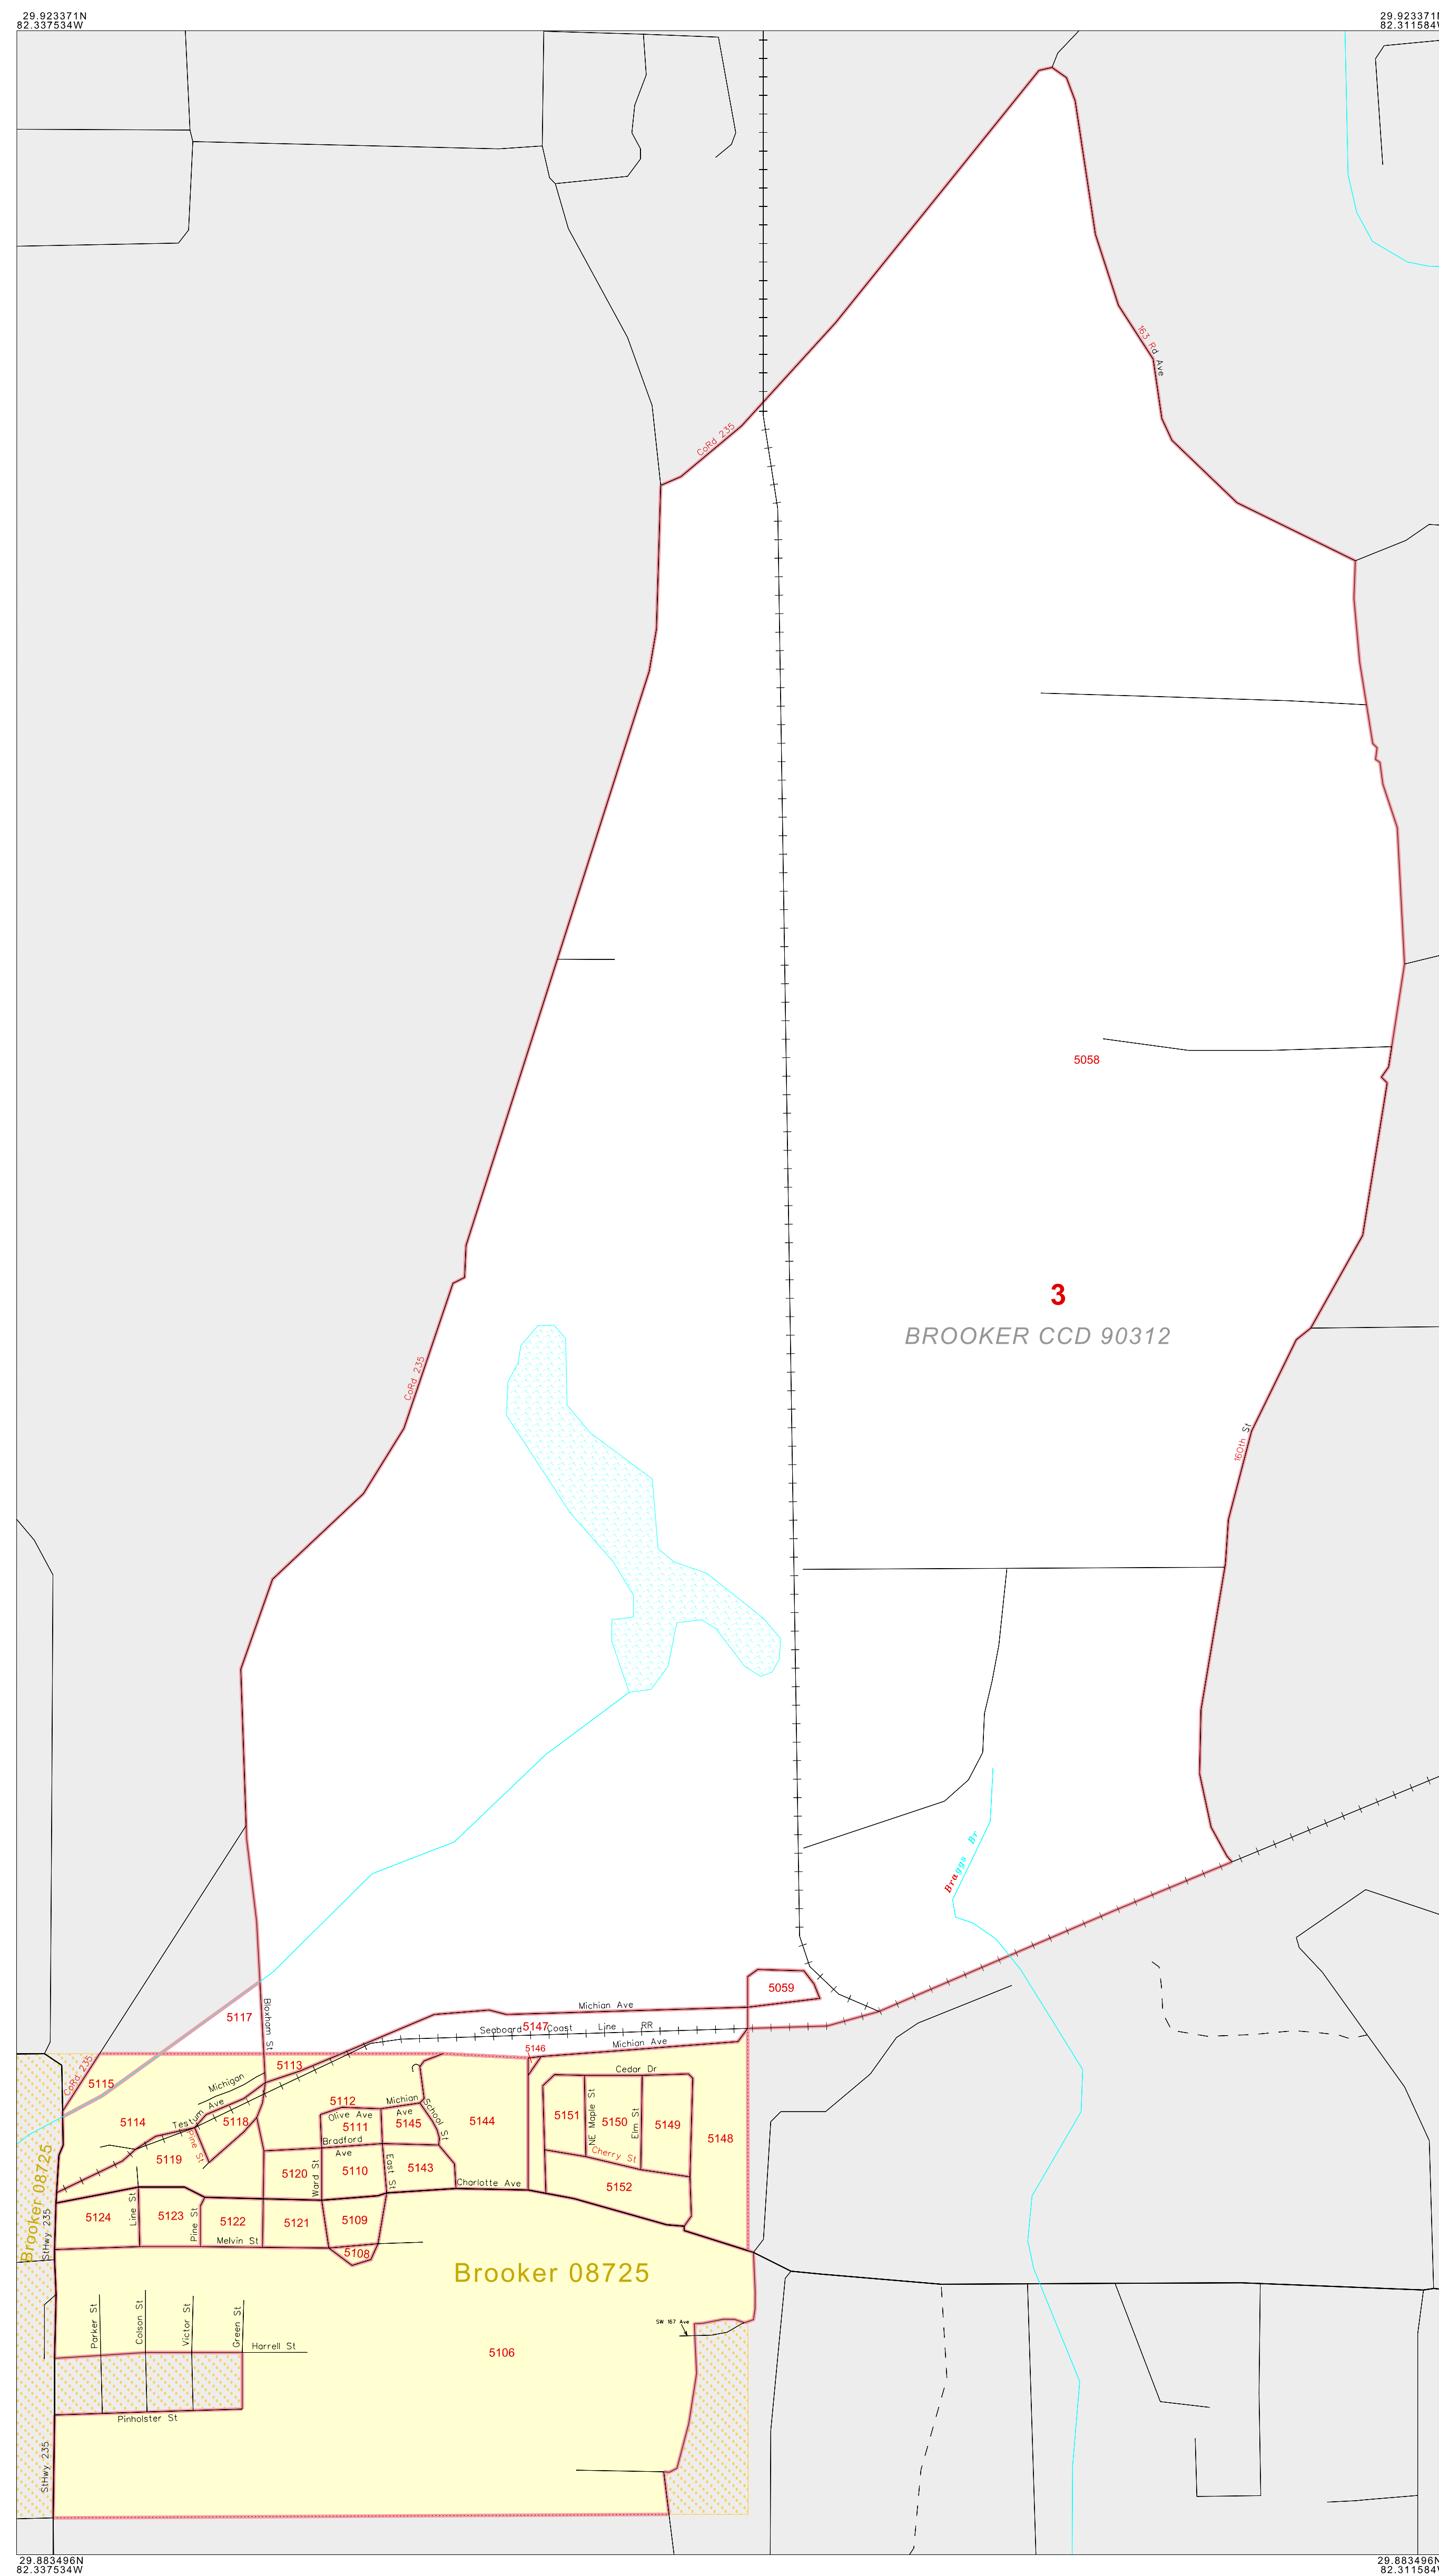 29.923371N
82.337534W
29.923371N
82.311584W
163 Rd Ave
CoRd 235
5058
3
BROOKER CCD 90312
CoRd 235
160th St
Braggs Br
5059
Michian Ave
5117
Bloxham St
Seaboard Coast Line RR
5147
Michian Ave
5146
5113
CoRd 235
5115
Cedar Dr
Michigan
Testum Ave
5112
Michian Ave
School St
5114
5118
Olive Ave
5111
5145
5144
5151
NE Maple St
5150
Elm St
5149
5148
Pine St
5119
Bradford Ave
Cherry St
5120
Ward St
5110
East St
5143
Charlotte Ave
5152
Brooker 08725
StHwy 235
5124
Line St
5123
Pine St
5122
5121
5109
Melvin St
5108
Brooker 08725
Parker St
Colson St
Victor St
Green St
Harrell St
SW 167 Ave
5106
Pinholster St
StHwy 235
29.883496N
82.337534W
29.883496N
82.311584W